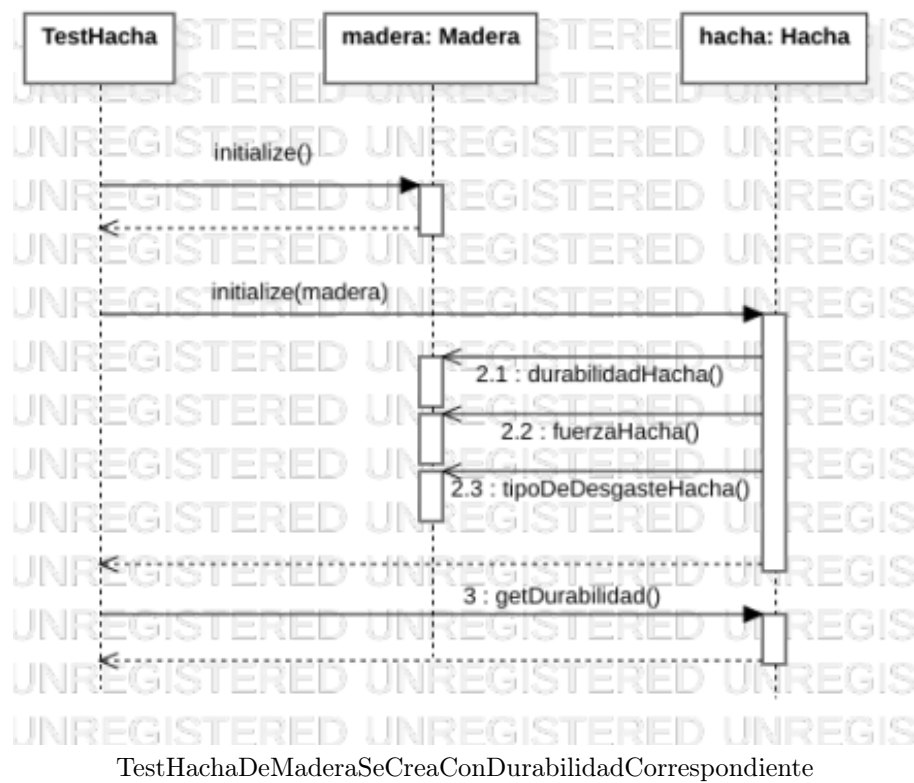 TestHacha madera: Madera hacha: Hacha
initialize()
initialize(madera)
2.1 : durabilidadHacha()
2.2 : fuerzaHacha()
2.3 : tipoDeDesgasteHacha()
3 : getDurabilidad()
TestHachaDeMaderaSeCreaConDurabilidadCorrespondiente
UNREGISTERED